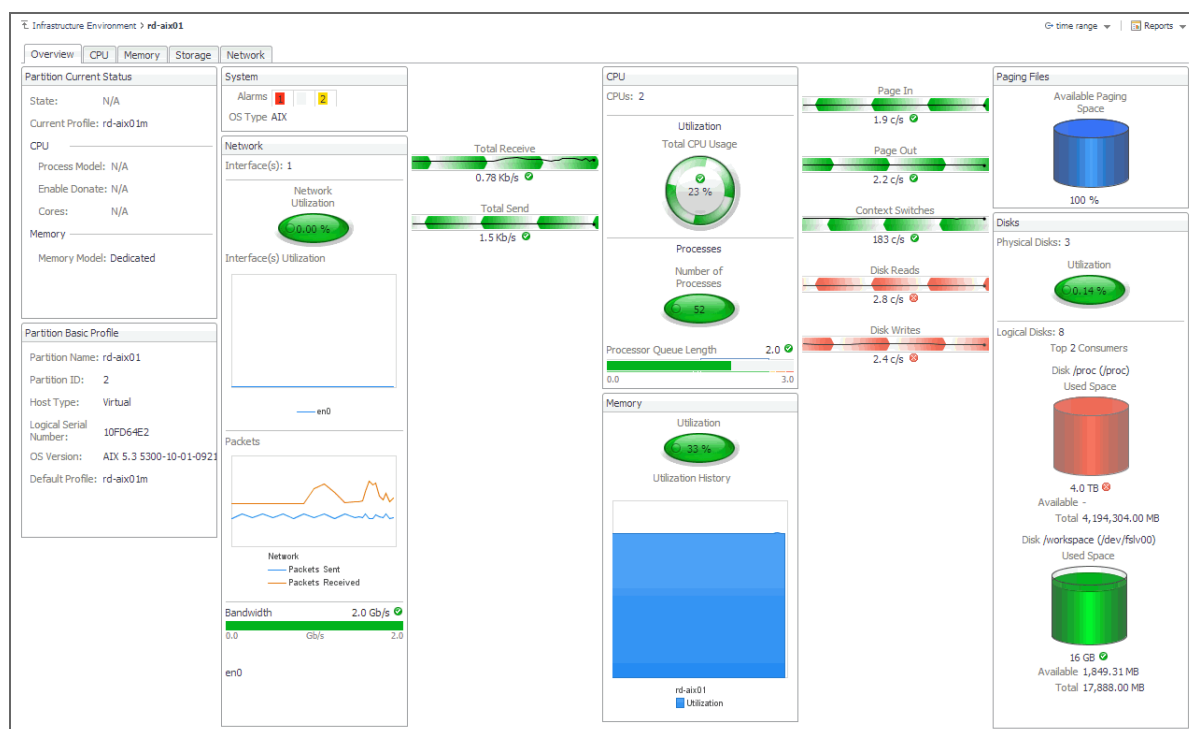 Infrastructure Environment > rd-aix01
time range
Reports
Overview
CPU
Memory
Storage
Network
Partition Current Status
State: N/A
Current Profile: rd-aix01m
CPU
Process Model: N/A
Enable Donate: N/A
Cores: N/A
Memory
Memory Model: Dedicated
Partition Basic Profile
Partition Name: rd-aix01
Partition ID: 2
Host Type: Virtual
Logical Serial
Number: 10FD64E2
OS Version: AIX 5.3 5300-10-01-0921
Default Profile: rd-aix01m
System
Alarms 1 2
OS Type AIX
Network
Interface(s): 1
Network
Utilization
0.00 %
Interface(s) Utilization
en0
Packets
Network
Packets Sent
Packets Received
Bandwidth 2.0 Gb/s
0.0 Gb/s 2.0
en0
Total Receive
0.78 Kb/s
Total Send
1.5 Kb/s
CPU
CPUs: 2
Utilization
Total CPU Usage
23 %
Processes
Number of
Processes
52
Processor Queue Length 2.0
0.0 3.0
Memory
Utilization
33 %
Utilization History
rd-aix01
Utilization
Page In
1.9 c/s
Page Out
2.2 c/s
Context Switches
183 c/s
Disk Reads
2.8 c/s
Disk Writes
2.4 c/s
Paging Files
Available Paging
Space
100 %
Disks
Physical Disks: 3
Utilization
0.14 %
Logical Disks: 8
Top 2 Consumers
Disk /proc (/proc)
Used Space
4.0 TB
Available -
Total 4,194,304.00 MB
Disk /workspace (/dev/fslv00)
Used Space
16 GB
Available 1,849.31 MB
Total 17,888.00 MB